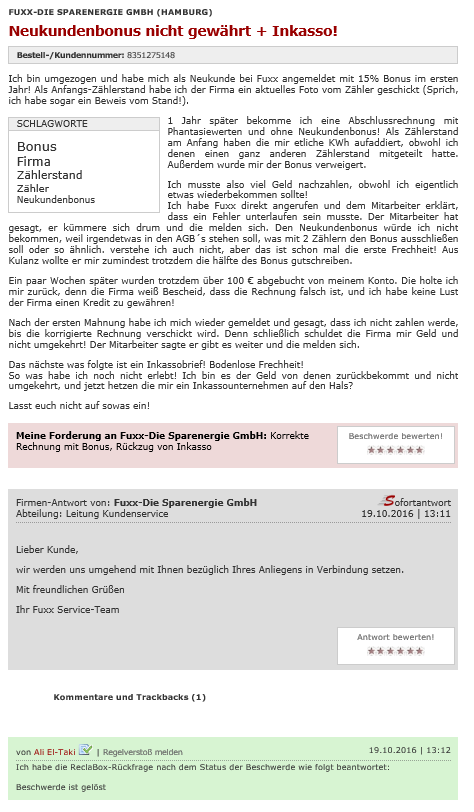 FUXX-DIE SPARENERGIE GMBH (HAMBURG)
Neukundenbonus nicht gewährt + Inkasso!
Bestell-/Kundennummer: 8351275148
Ich bin umgezogen und habe mich als Neukunde bei Fuxx angemeldet mit 15% Bonus im ersten
Jahr! Als Anfangs-Zählerstand habe ich der Firma ein aktuelles Foto vom Zähler geschickt (Sprich,
ich habe sogar ein Beweis vom Stand!).
SCHLAGWORTE
Bonus
Firma
Zählerstand
Zähler
Neukundenbonus
1 Jahr später bekomme ich eine Abschlussrechnung mit
Phantasiewerten und ohne Neukundenbonus! Als Zählerstand
am Anfang haben die mir etliche KWh aufaddiert, obwohl ich
denen einen ganz anderen Zählerstand mitgeteilt hatte.
Außerdem wurde mir der Bonus verweigert.
Ich musste also viel Geld nachzahlen, obwohl ich eigentlich
etwas wiederbekommen sollte!
Ich habe Fuxx direkt angerufen und dem Mitarbeiter erklärt,
dass ein Fehler unterlaufen sein musste. Der Mitarbeiter hat
gesagt, er kümmere sich drum und die melden sich. Den Neukundenbonus würde ich nicht
bekommen, weil irgendetwas in den AGB´s stehen soll, was mit 2 Zählern den Bonus ausschließen
soll oder so ähnlich. verstehe ich auch nicht, aber das ist schon mal die erste Frechheit! Aus
Kulanz wollte er mir zumindest trotzdem die hälfte des Bonus gutschreiben.
Ein paar Wochen später wurden trotzdem über 100 € abgebucht von meinem Konto. Die holte ich
mir zurück, denn die Firma weiß Bescheid, dass die Rechnung falsch ist, und ich habe keine Lust
der Firma einen Kredit zu gewähren!
Nach der ersten Mahnung habe ich mich wieder gemeldet und gesagt, dass ich nicht zahlen werde,
bis die korrigierte Rechnung verschickt wird. Denn schließlich schuldet die Firma mir Geld und
nicht umgekehrt! Der Mitarbeiter sagte er gibt es weiter und die melden sich.
Das nächste was folgte ist ein Inkassobrief! Bodenlose Frechheit!
So was habe ich noch nicht erlebt! Ich bin es der Geld von denen zurückbekommt und nicht
umgekehrt, und jetzt hetzen die mir ein Inkassounternehmen auf den Hals?
Lasst euch nicht auf sowas ein!
Meine Forderung an Fuxx-Die Sparenergie GmbH: Korrekte
Rechnung mit Bonus, Rückzug von Inkasso
Beschwerde bewerten!
Firmen-Antwort von: Fuxx-Die Sparenergie GmbH
Abteilung: Leitung Kundenservice
Sofortantwort
19.10.2016 | 13:11
Lieber Kunde,
wir werden uns umgehend mit Ihnen bezüglich Ihres Anliegens in Verbindung setzen.
Mit freundlichen Grüßen
Ihr Fuxx Service-Team
Antwort bewerten!
Kommentare und Trackbacks (1)
von Ali El-Taki | Regelverstoß melden
19.10.2016 | 13:12
Ich habe die ReclaBox-Rückfrage nach dem Status der Beschwerde wie folgt beantwortet:
Beschwerde ist gelöst